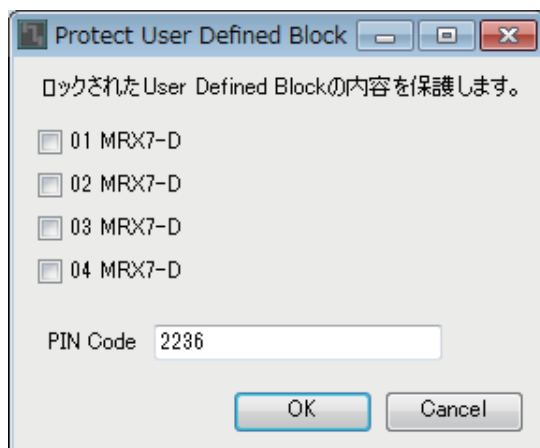 Protect User Defined Block
ロックされたUser Defined Blockの内容を保護します。
01 MRX7-D
02 MRX7-D
03 MRX7-D
04 MRX7-D
PIN Code 2236
OK Cancel